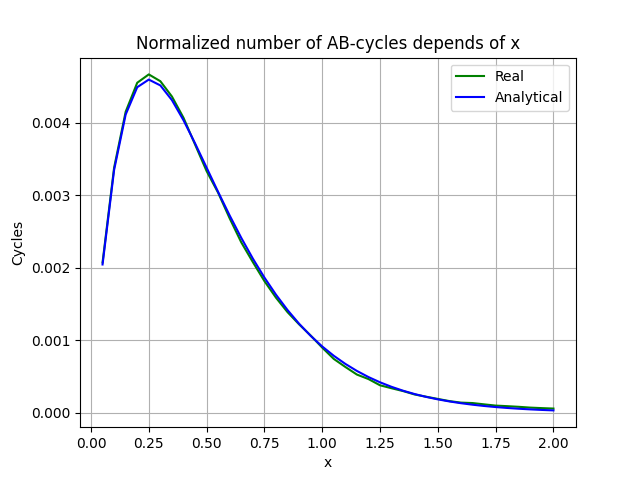 Normalized number of AB-cycles depends of x
Real
Analytical
Cycles
0.004
0.003
0.002
0.001
0.000
0.00 0.25 0.50 0.75 1.00 1.25 1.50 1.75 2.00
x